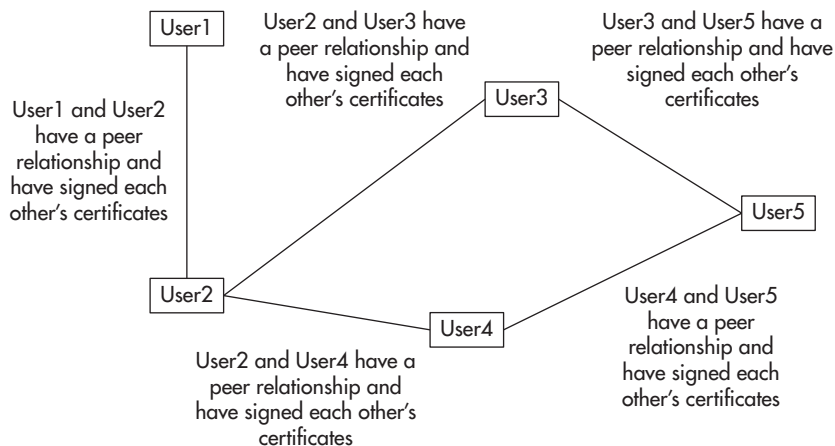 User1
User2 and User3 have
a peer relationship and
have signed each
other’s certificates
User3 and User5 have a
peer relationship and have
signed each other’s
certificates
User3
User1 and User2
have a peer
relationship and
have signed each
other’s certificates
User5
User2
User4
User4 and User5
have a peer
relationship and
have signed each
other’s certificates
User2 and User4 have a
peer relationship and
have signed each other’s
certificates